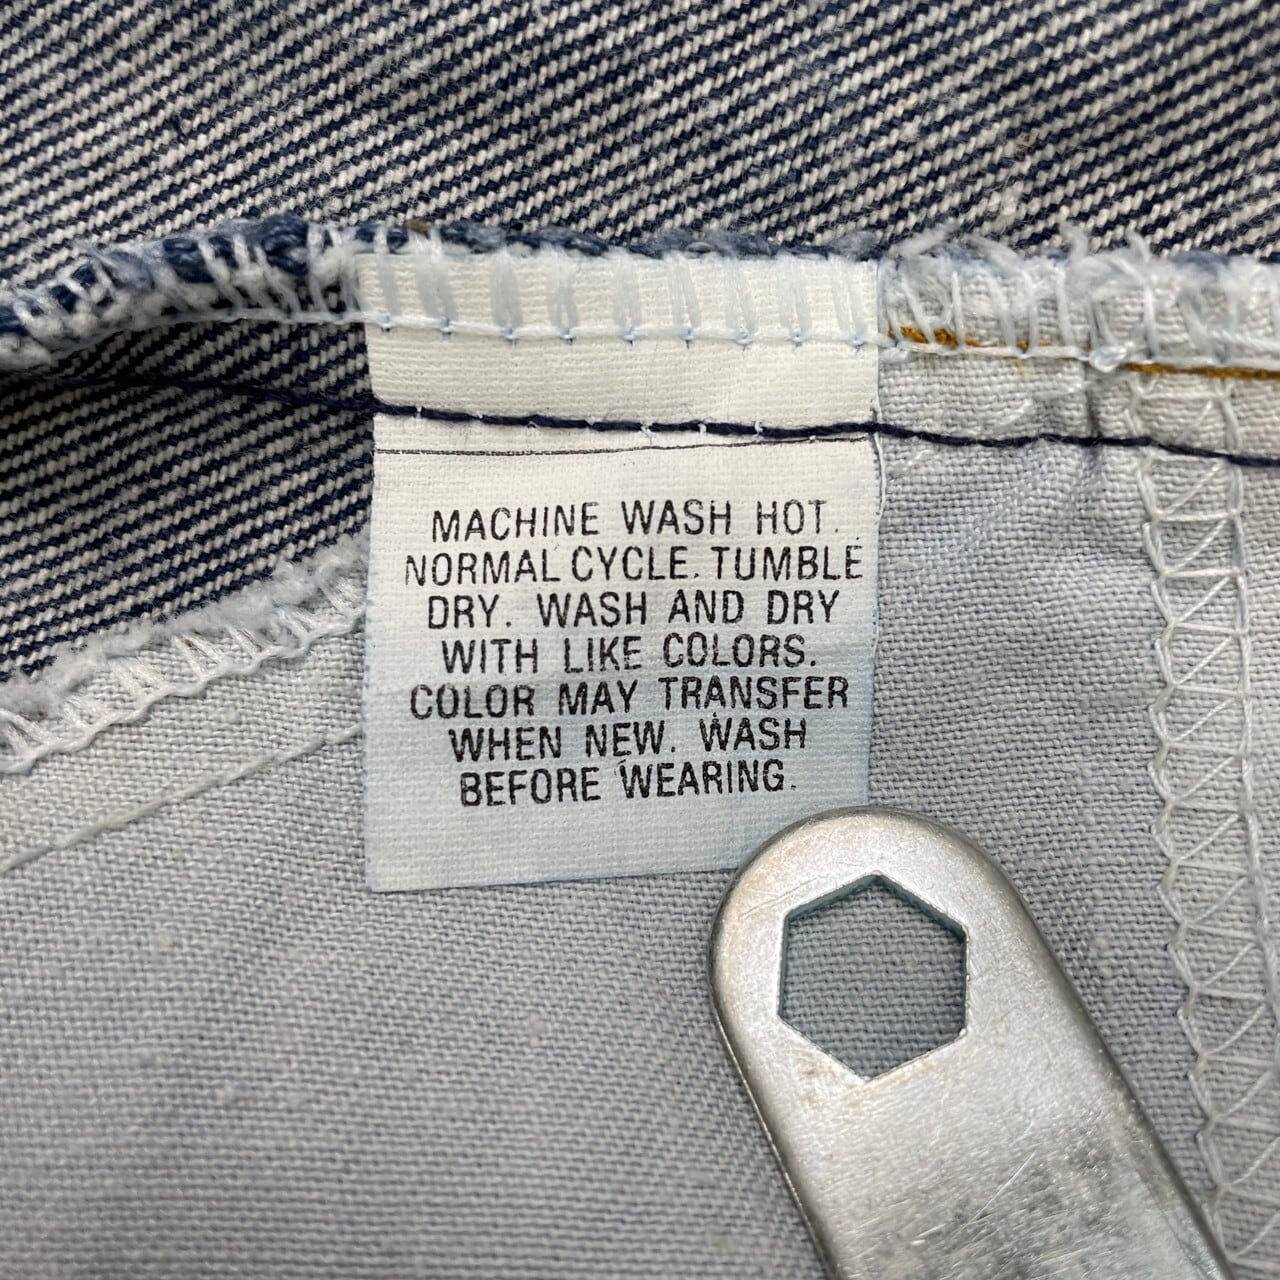 MACHINE WASH HOT.
NORMAL CYCLE. TUMBLE
DRY. WASH AND DRY
WITH LIKE COLORS.
COLOR MAY TRANSFER
WHEN NEW. WASH
BEFORE WEARING.